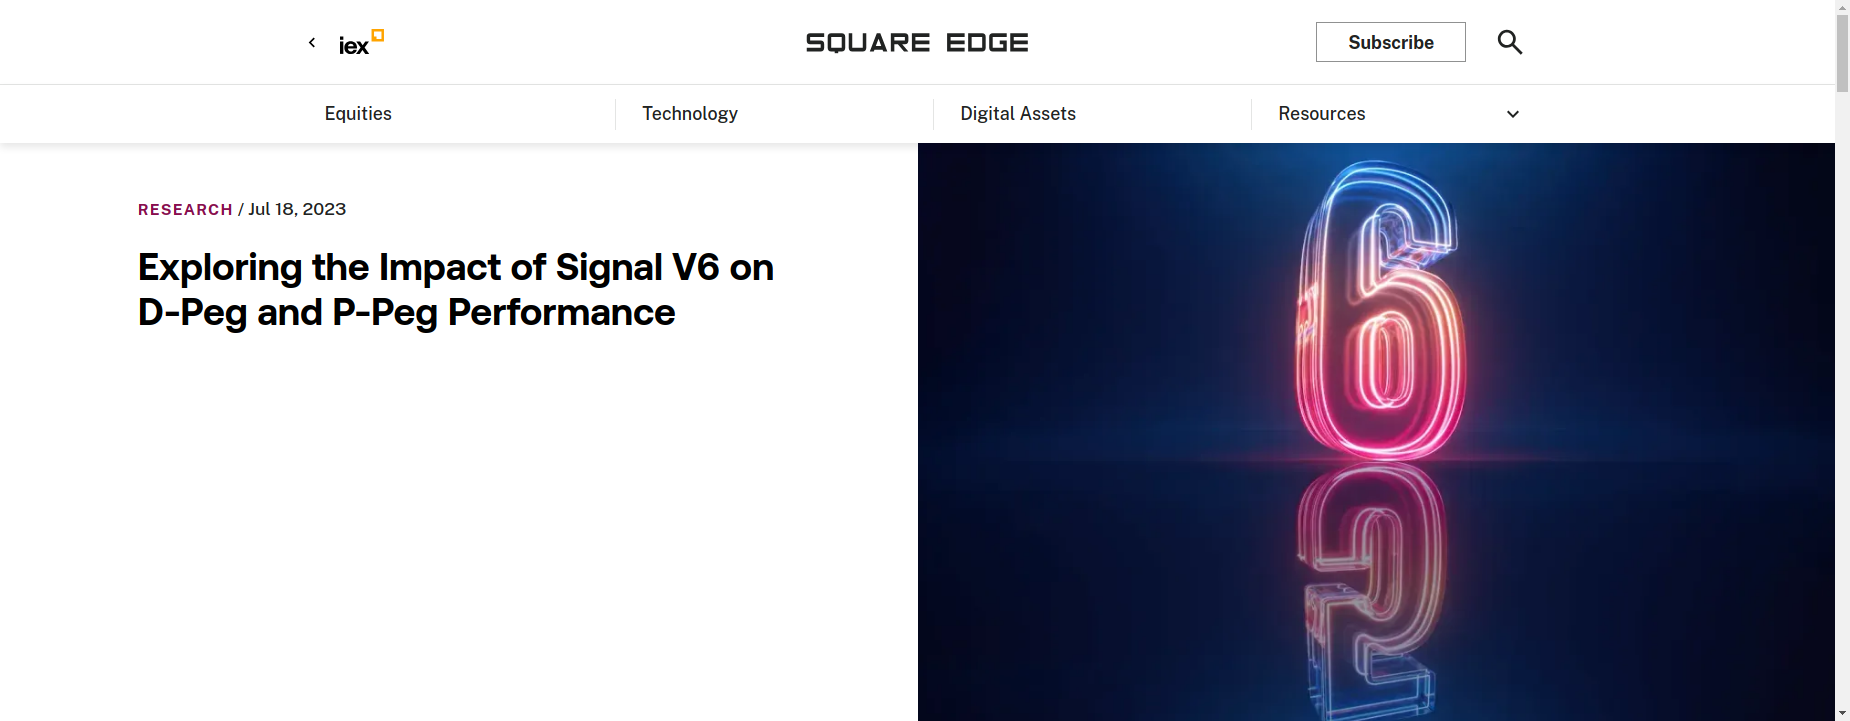 iex
SQUARE EDGE
Subscribe
Equities
Technology
Digital Assets
Resources
RESEARCH / Jul 18, 2023
Exploring the Impact of Signal V6 on
D-Peg and P-Peg Performance
6